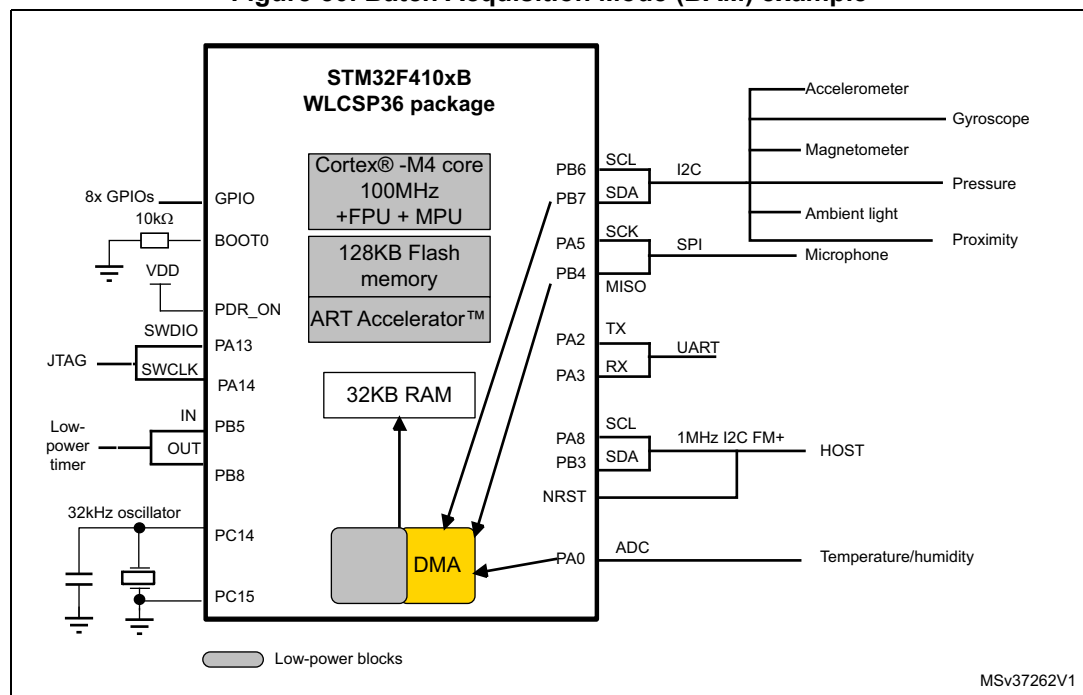 STM32F410xB
WLCSP36 package
Cortex® -M4 core
100MHz
+FPU + MPU
128KB Flash
memory
ART Accelerator™
32KB RAM
DMA
8x GPIOs
GPIO
10kΩ
BOOT0
VDD
PDR_ON
SWDIO
PA13
JTAG
SWCLK
PA14
IN
PB5
Low-
power
timer
OUT
PB8
32kHz oscillator
PC14
PC15
PB6
SCL
I2C
PB7
SDA
Accelerometer
Gyroscope
Magnetometer
Pressure
Ambient light
Proximity
PA5
SCK
SPI
Microphone
PB4
MISO
PA2
TX
UART
PA3
RX
PA8
SCL
1MHz I2C FM+
HOST
PB3
SDA
NRST
PA0
ADC
Temperature/humidity
Low-power blocks
MSv37262V1